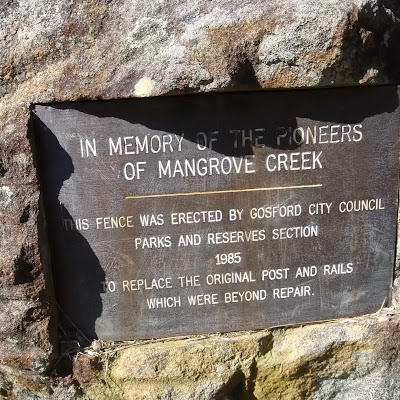 IN MEMORY OF THE PIONEERS
OF MANGROVE CREEK
THIS FENCE WAS ERECTED BY GOSFORD CITY COUNCIL
PARKS AND RESERVES SECTION
1985
TO REPLACE THE ORIGINAL POST AND RAILS
WHICH WERE BEYOND REPAIR.